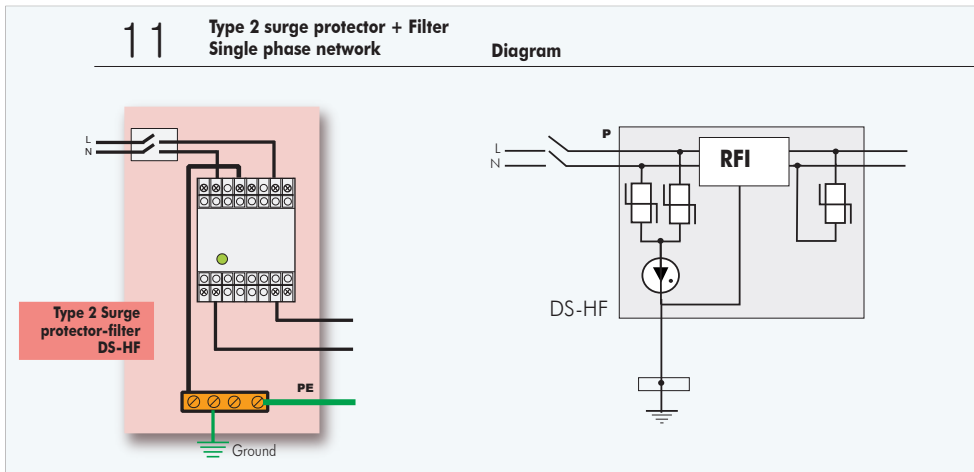 11
Type 2 surge protector + Filter
Single phase network
Diagram
L
N
Type 2 Surge
protector-filter
DS-HF
PE
Ground
P
L
N
RFI
DS-HF